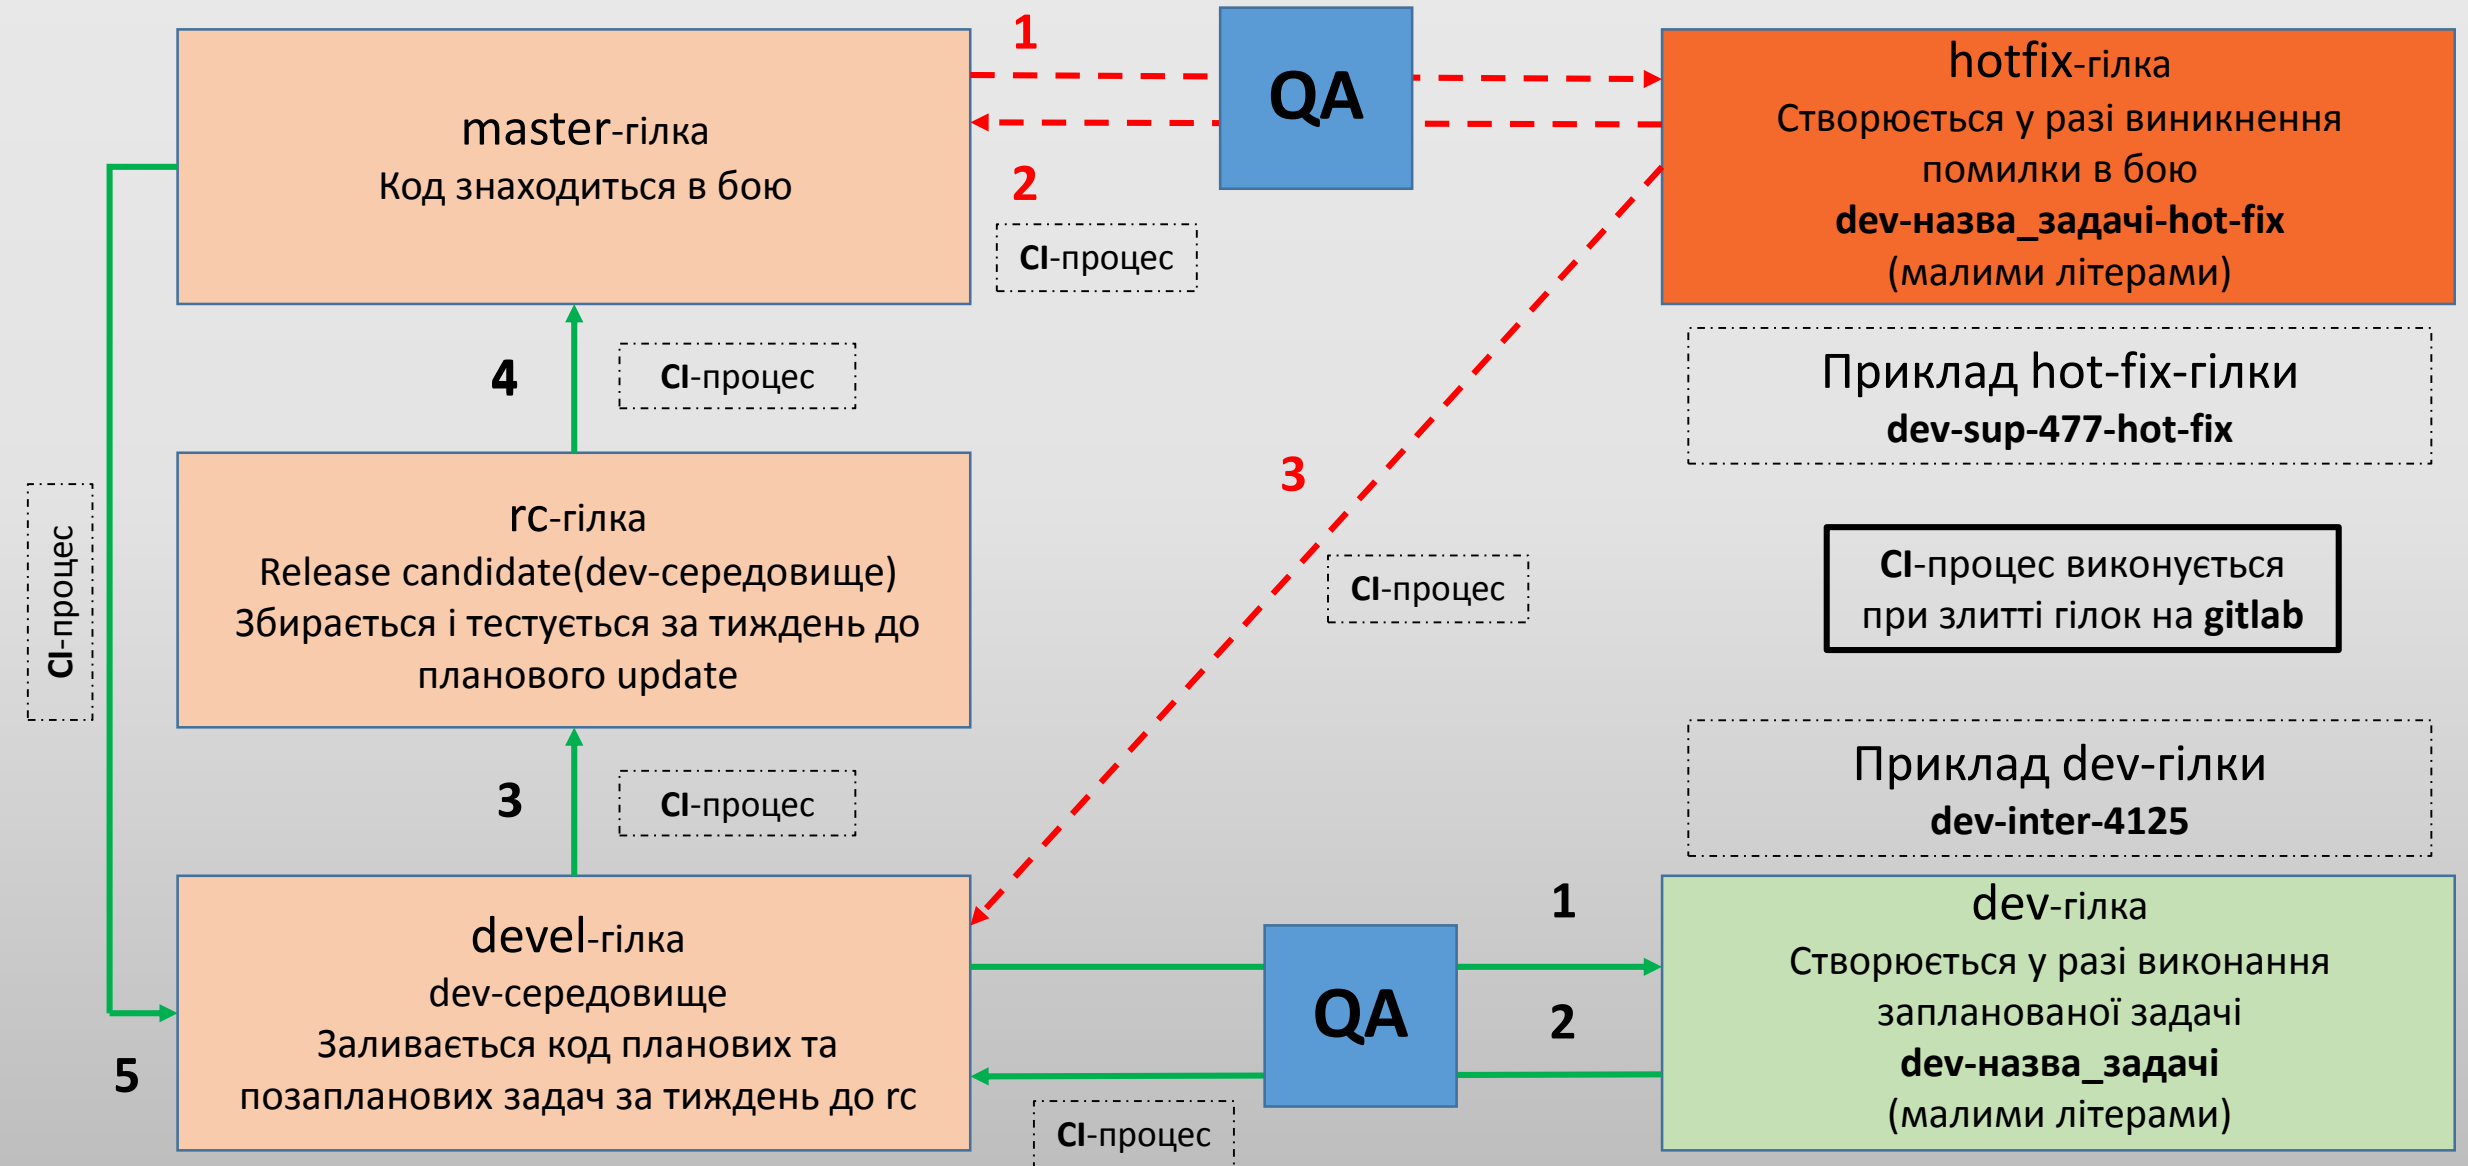 1
QA
master-гілка
Код знаходиться в бою
2
CI-процес
hotfix-гілка
Створюється у разі виникнення
помилки в бою
dev-назва_задачі-hot-fix
(малими літерами)
4
CI-процес
Приклад hot-fix-гілки
dev-sup-477-hot-fix
3
CI-процес
rc-гілка
Release candidate(dev-середовище)
Збирається і тестується за тиждень до
планового update
CI-процес
CI-процес виконується
при злитті гілок на gitlab
3
CI-процес
Приклад dev-гілки
dev-inter-4125
devel-гілка
dev-середовище
Заливається код планових та
позапланових задач за тиждень до rc
5
QA
1
2
CI-процес
dev-гілка
Створюється у разі виконання
запланованої задачі
dev-назва_задачі
(малими літерами)